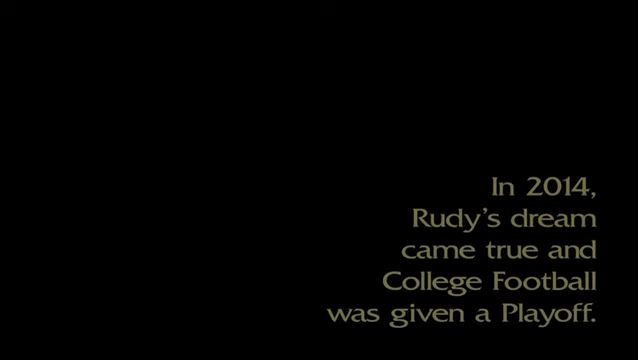 In 2014,
Rudy's dream
came true and
College Football
was given a Playoff.